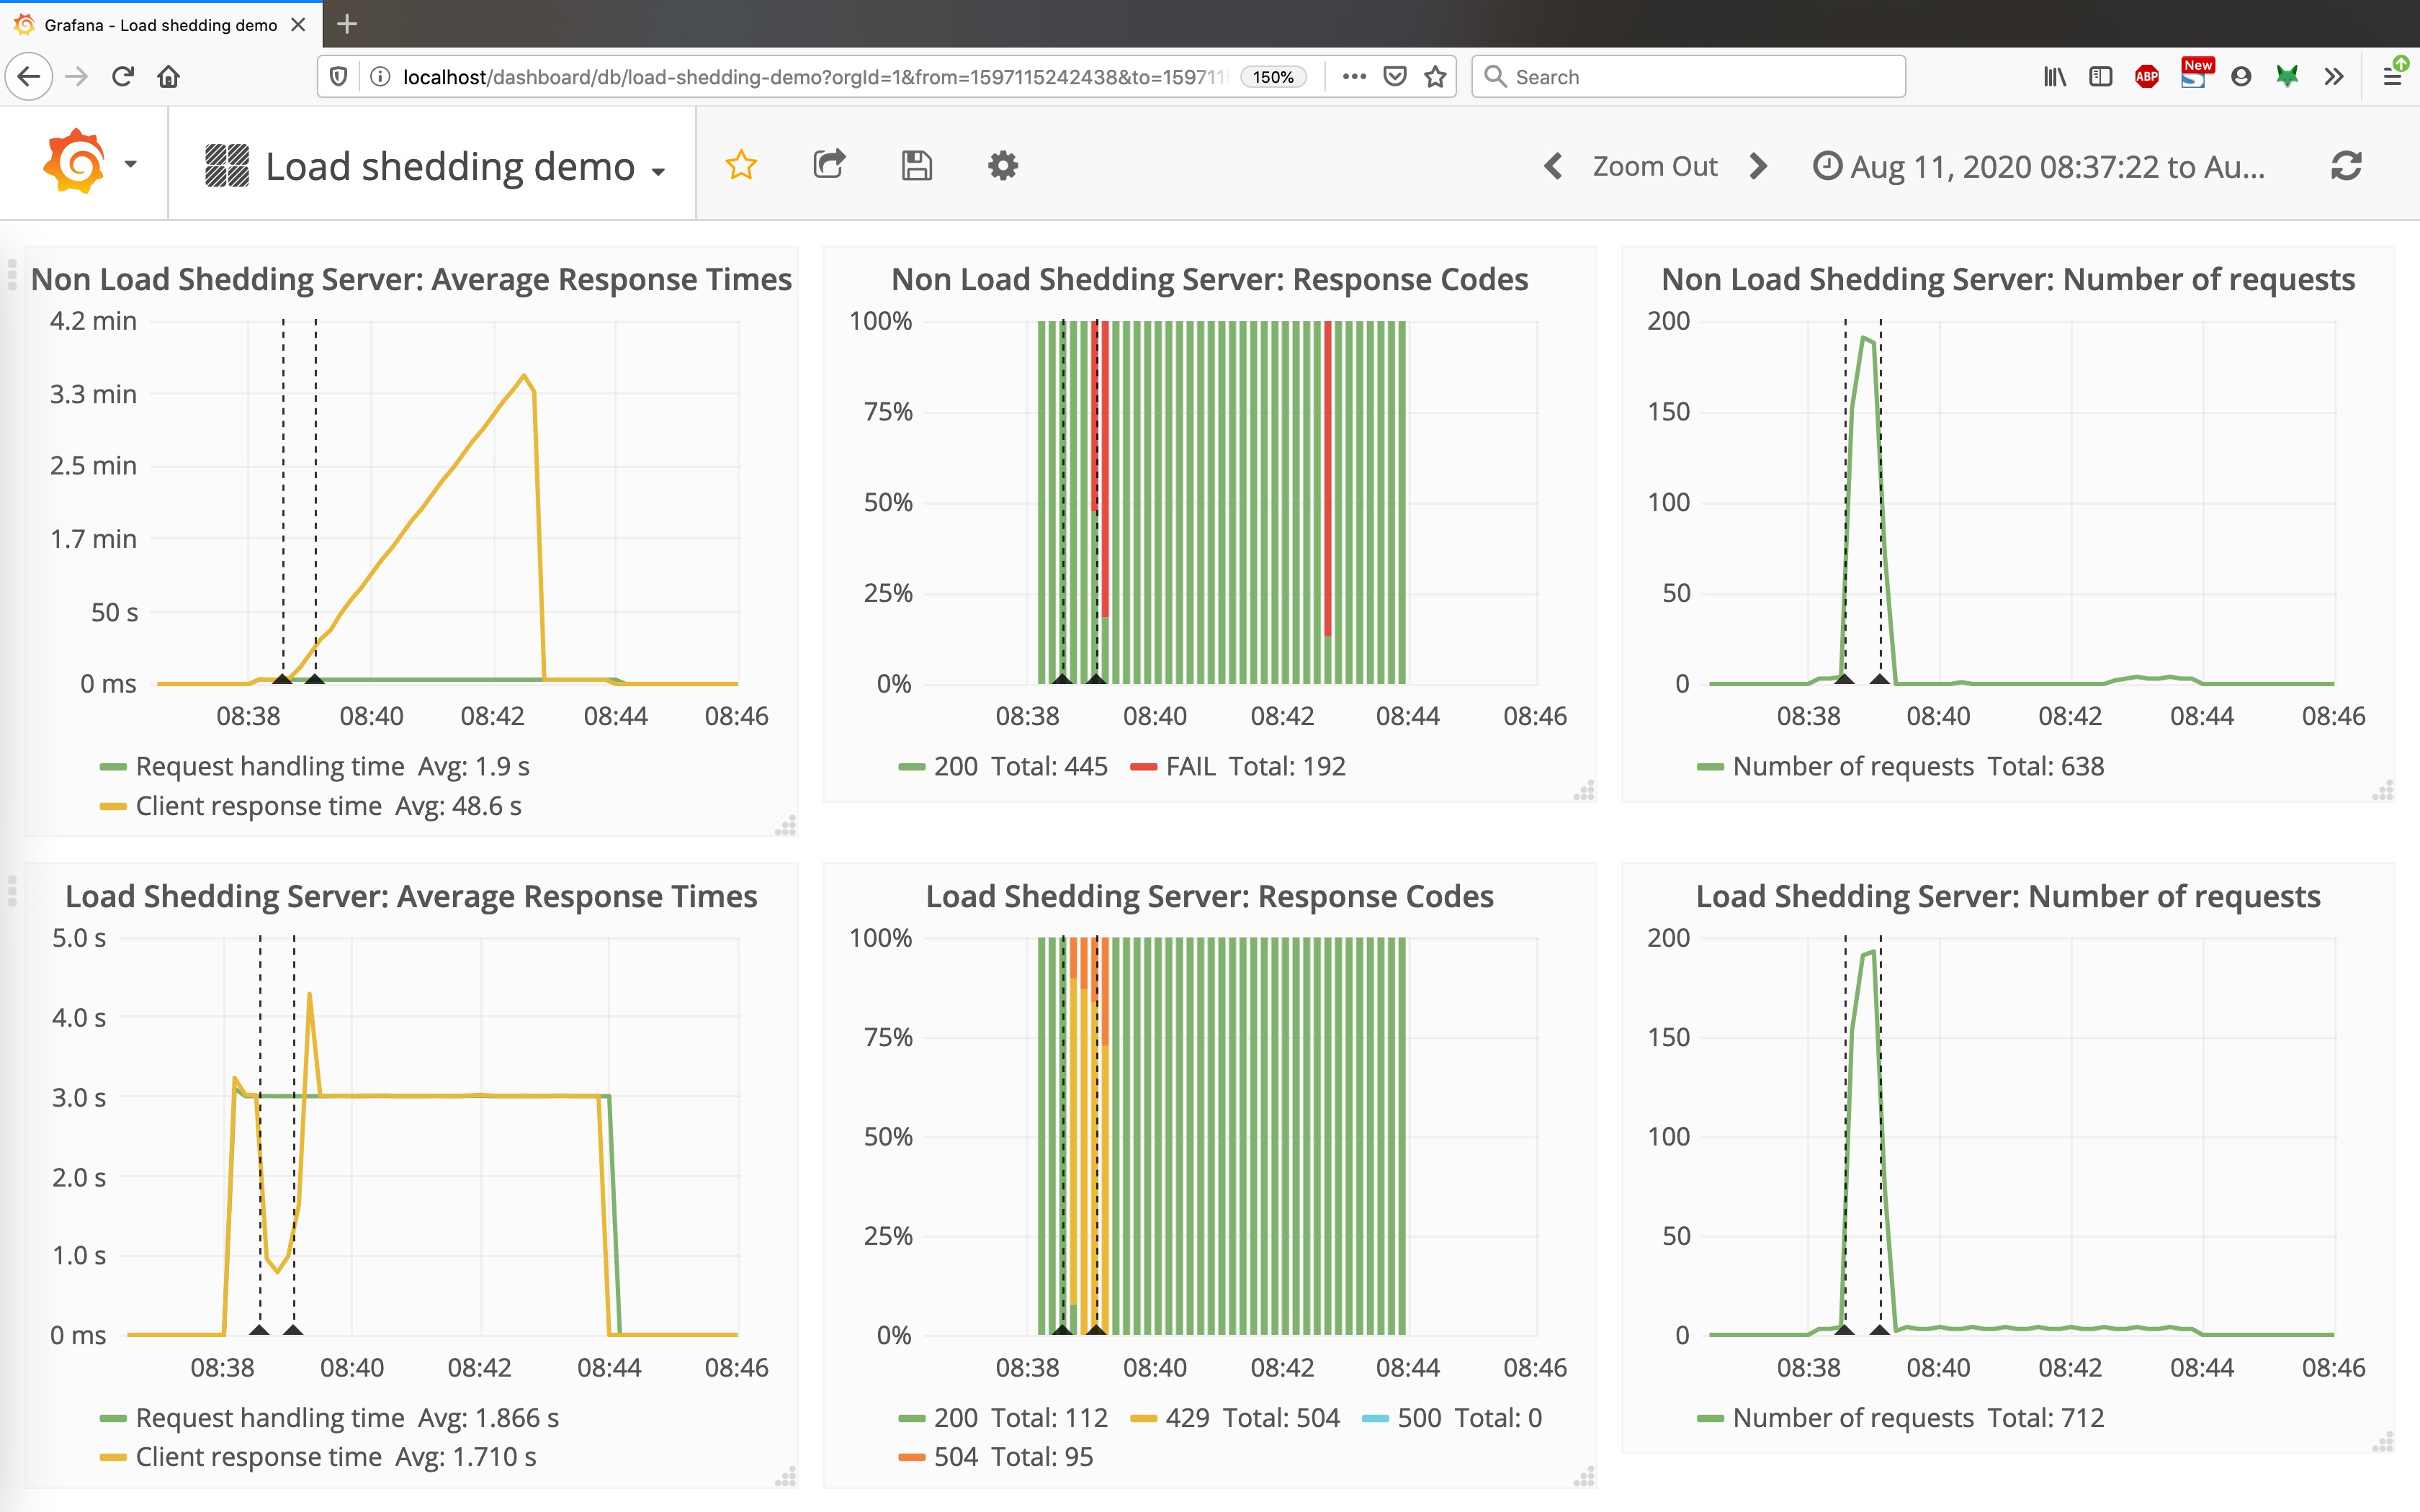 Grafana - Load shedding demo
localhost/dashboard/db/load-shedding-demo?orgId=1&from=1597115242438&to=159711
150%
Search
ABP
New
Load shedding demo
Zoom Out
Aug 11, 2020 08:37:22 to Au...
Non Load Shedding Server: Average Response Times
4.2 min
3.3 min
2.5 min
1.7 min
50 s
0 ms
08:38 08:40 08:42 08:44 08:46
Request handling time Avg: 1.9 s
Client response time Avg: 48.6 s
Non Load Shedding Server: Response Codes
100%
75%
50%
25%
0%
08:38 08:40 08:42 08:44 08:46
200 Total: 445 FAIL Total: 192
Non Load Shedding Server: Number of requests
200
150
100
50
0
08:38 08:40 08:42 08:44 08:46
Number of requests Total: 638
Load Shedding Server: Average Response Times
5.0 s
4.0 s
3.0 s
2.0 s
1.0 s
0 ms
08:38 08:40 08:42 08:44 08:46
Request handling time Avg: 1.866 s
Client response time Avg: 1.710 s
Load Shedding Server: Response Codes
100%
75%
50%
25%
0%
08:38 08:40 08:42 08:44 08:46
200 Total: 112 429 Total: 504 500 Total: 0
504 Total: 95
Load Shedding Server: Number of requests
200
150
100
50
0
08:38 08:40 08:42 08:44 08:46
Number of requests Total: 712